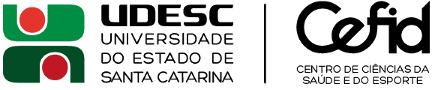 UDESC
UNIVERSIDADE
DO ESTADO DE
SANTA CATARINA
Cefid
CENTRO DE CIÊNCIAS DA
SAÚDE E DO ESPORTE